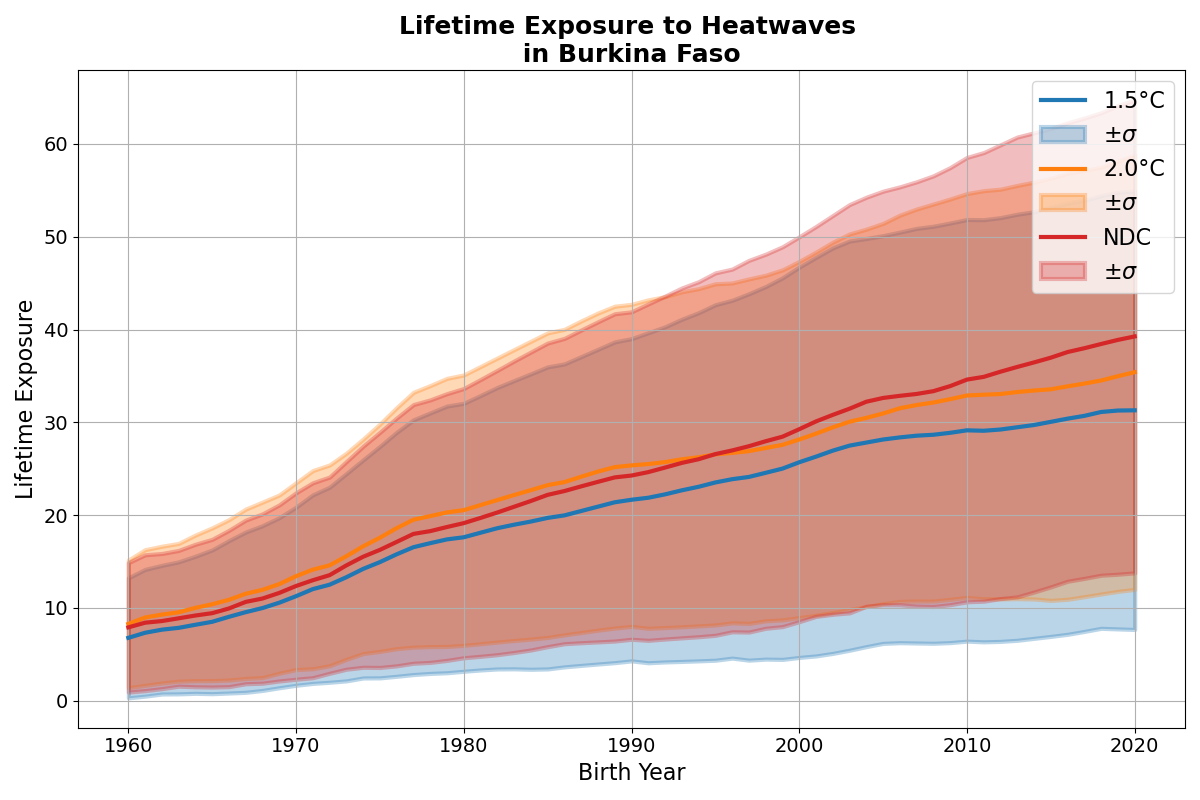 Lifetime Exposure to Heatwaves
in Burkina Faso
1.5°C
±σ
2.0°C
±σ
NDC
±σ
Lifetime Exposure
60
50
40
30
20
10
0
1960
1970
1980
1990
2000
2010
2020
Birth Year